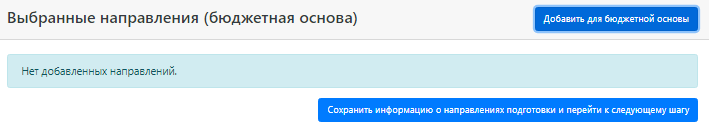 Выбранные направления (бюджетная основа)
Добавить для бюджетной основы
Нет добавленных направлений.
Сохранить информацию о направлениях подготовки и перейти к следующему шагу